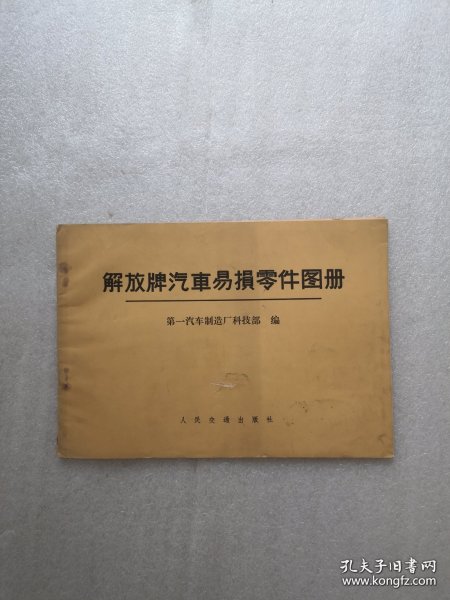 解放牌汽車易損零件图册
第一汽车制造厂科技部 编
人民交通出版社
孔夫子旧书网
www.kongfz.com